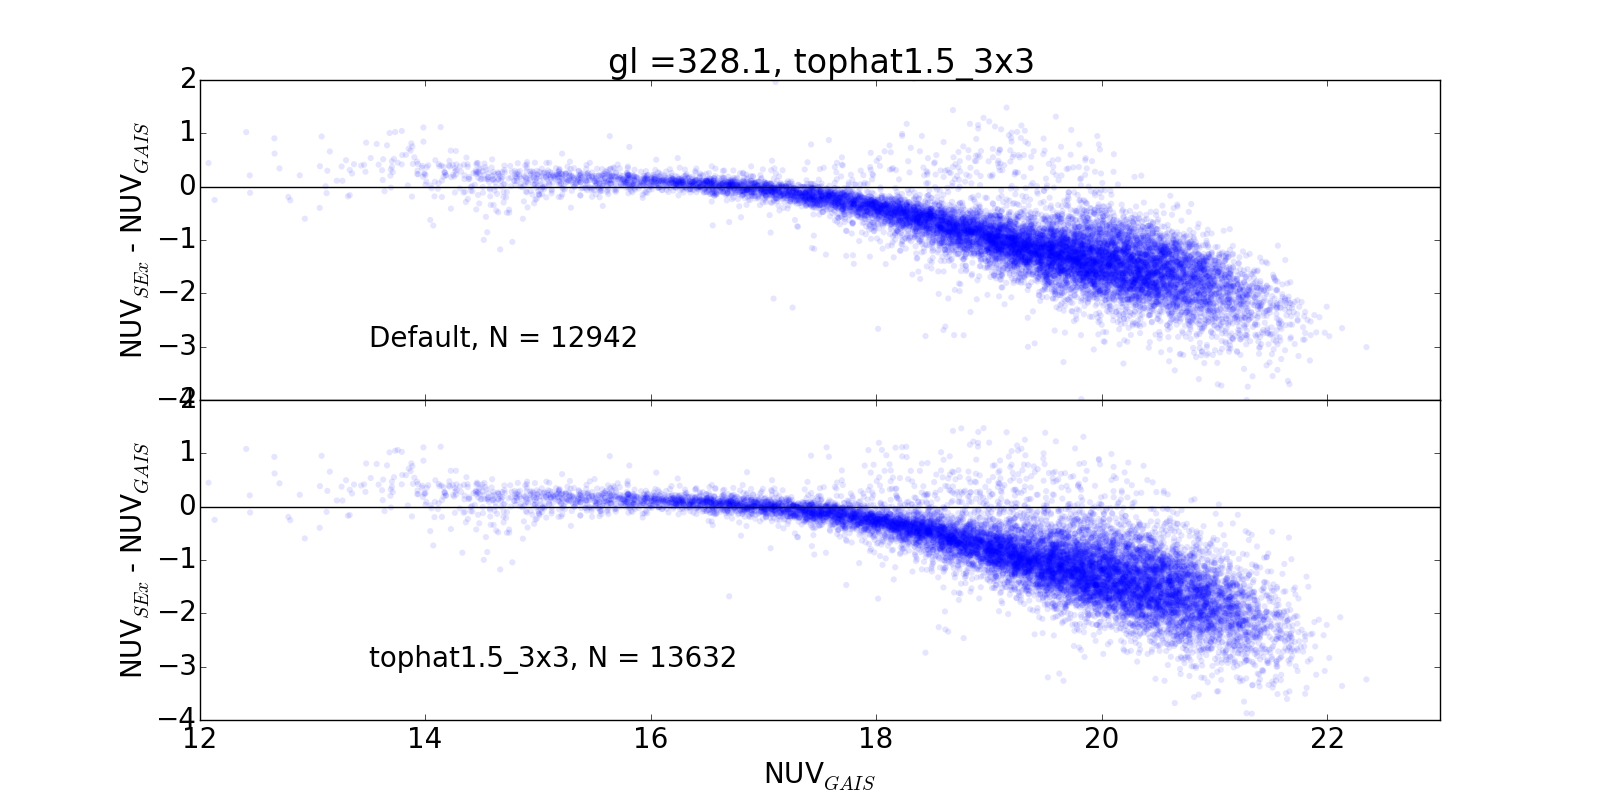 gl =328.1, tophat1.5_3x3
2
1
0
−1
−2
−3
−4
NUV_SEx - NUV_GAIS
Default, N = 12942
2
1
0
−1
−2
−3
−4
NUV_SEx - NUV_GAIS
tophat1.5_3x3, N = 13632
12 14 16 18 20 22
NUV_GAIS